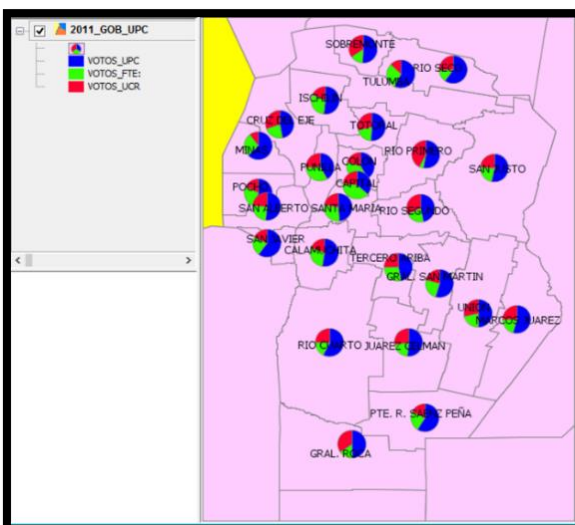 2011_GOB_UPC
VOTOS_UPC
VOTOS_FTE:
VOTOS_UCR
SOBREMONTE
RIO SECO
TULUMBA
ISCHILIN
CRUZ DEL EJE
TOTORAL
MINAS
RIO PRIMERO
PUNILLA
COLON
SAN JUSTO
CAPITAL
POCHO
SAN ALBERTO SANTA MARIA RIO SEGUNDO
SAN JAVIER
CALAMUCHITA
TERCERO ARRIBA
GRAL. SAN MARTIN
UNION
MARCOS JUAREZ
RIO CUARTO JUAREZ CELMAN
PTE. R. SAENZ PEÑA
GRAL. ROCA